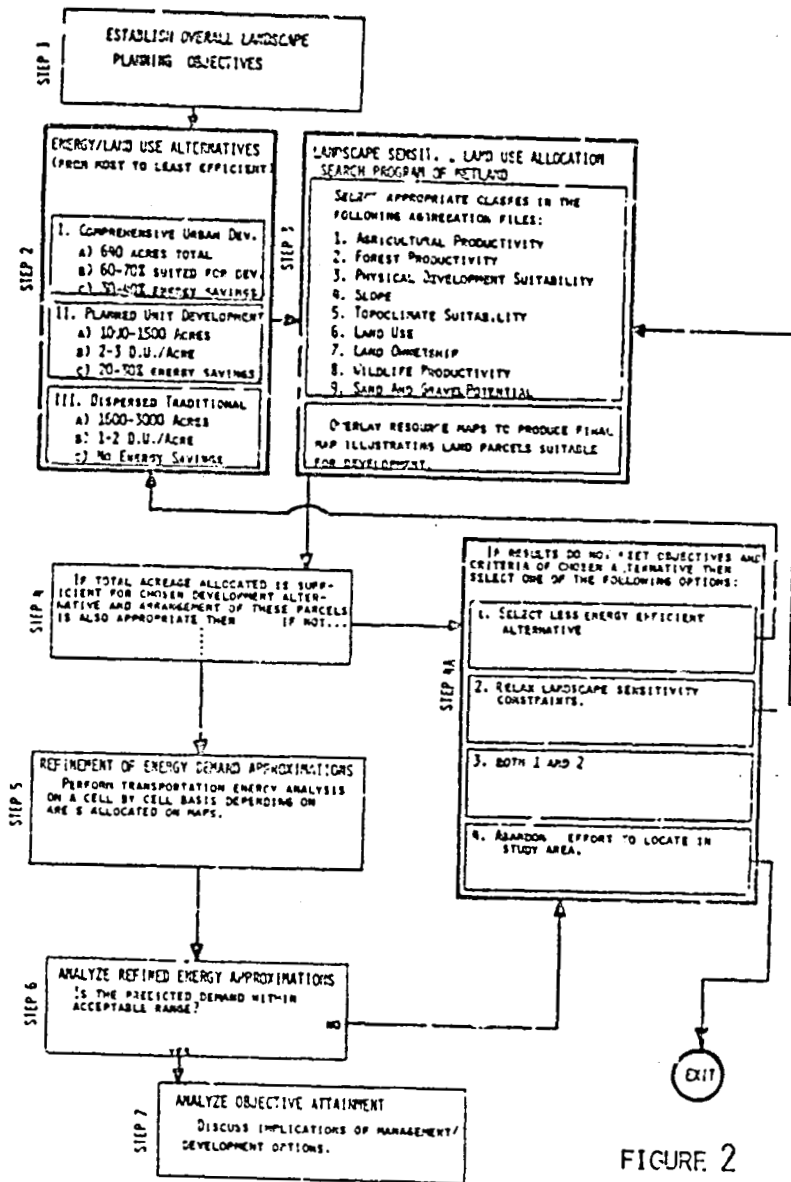 STEP 1
ESTABLISH OVERALL LANDSCAPE
PLANNING OBJECTIVES
STEP 2
ENERGY/LAND USE ALTERNATIVES
(FROM MOST TO LEAST EFFICIENT)
I. COMPREHENSIVE URBAN DEV.
A) 640 ACRES TOTAL
B) 60-70% SUITED FOR DEV.
C) ENERGY SAVINGS
II. PLANNED UNIT DEVELOPMENT
A) ACRES
B) 2-3 D.U./ACRE
C) 20-30% ENERGY SAVINGS
III. DISPERSED TRADITIONAL
A) ACRES
B) 1-2 D.U./ACRE
C) NO ENERGY SAVINGS
STEP 3
LANDSCAPE SENSIT. . LAND USE ALLOCATION
SEARCH PROGRAM OF METLAND
SELECT APPROPRIATE CLASSES IN THE
FOLLOWING AGGREGATION FILES:
1. AGRICULTURAL PRODUCTIVITY
2. FOREST PRODUCTIVITY
3. PHYSICAL DEVELOPMENT SUITABILITY
4. SLOPE
5. TOPOCLIMATE SUITABILITY
6. LAND USE
7. LAND OWNETSHIP
8. WILDLIFE PRODUCTIVITY
9. SAND AND GRAVEL POTENTIAL
OVERLAY RESOURCE MAPS TO PRODUCE FINAL
MAP ILLUSTRATING LAND PARCELS SUITABLE
FOR DEVELOPMENT.
STEP 4
IF TOTAL ACREAGE ALLOCATED IS SUFF-
ICIENT FOR CHOSEN DEVELOPMENT ALTER-
NATIVE AND ARRANGEMENT OF THESE PARCELS
IS ALSO APPROPRIATE THEN IF NOT...
STEP 4A
IF RESULTS DO NOT MEET OBJECTIVES AND
CRITERIA OF CHOSEN ALTERNATIVE THEN
SELECT ONE OF THE FOLLOWING OPTIONS:
1. SELECT LESS ENERGY EFFICIENT
ALTERNATIVE
2. RELAX LANDSCAPE SENSITIVITY
CONSTRAINTS.
3. BOTH 1 AND 2
4. ABANDON EFFORT TO LOCATE IN
STUDY AREA.
STEP 5
REFINEMENT OF ENERGY DEMAND APPROXIMATIONS
PERFORM TRANSPORTATION ENERGY ANALYSIS
ON A CELL BY CELL BASIS DEPENDING ON
ARE S ALLOCATED ON MAPS.
STEP 6
ANALYZE REFINED ENERGY APPROXIMATIONS
IS THE PREDICTED DEMAND WITHIN
ACCEPTABLE RANGE?
NO
YES
EXIT
STEP 7
ANALYZE OBJECTIVE ATTAINMENT
DISCUSS IMPLICATIONS OF MANAGEMENT/
DEVELOPMENT OPTIONS.
FIGURE 2